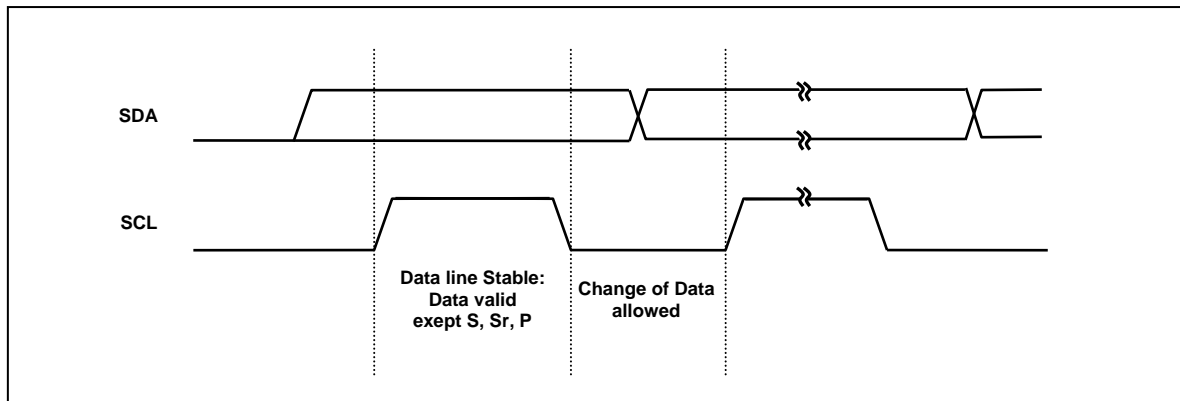 SDA
SCL
Data line Stable:
Data valid
exept S, Sr, P
Change of Data
allowed